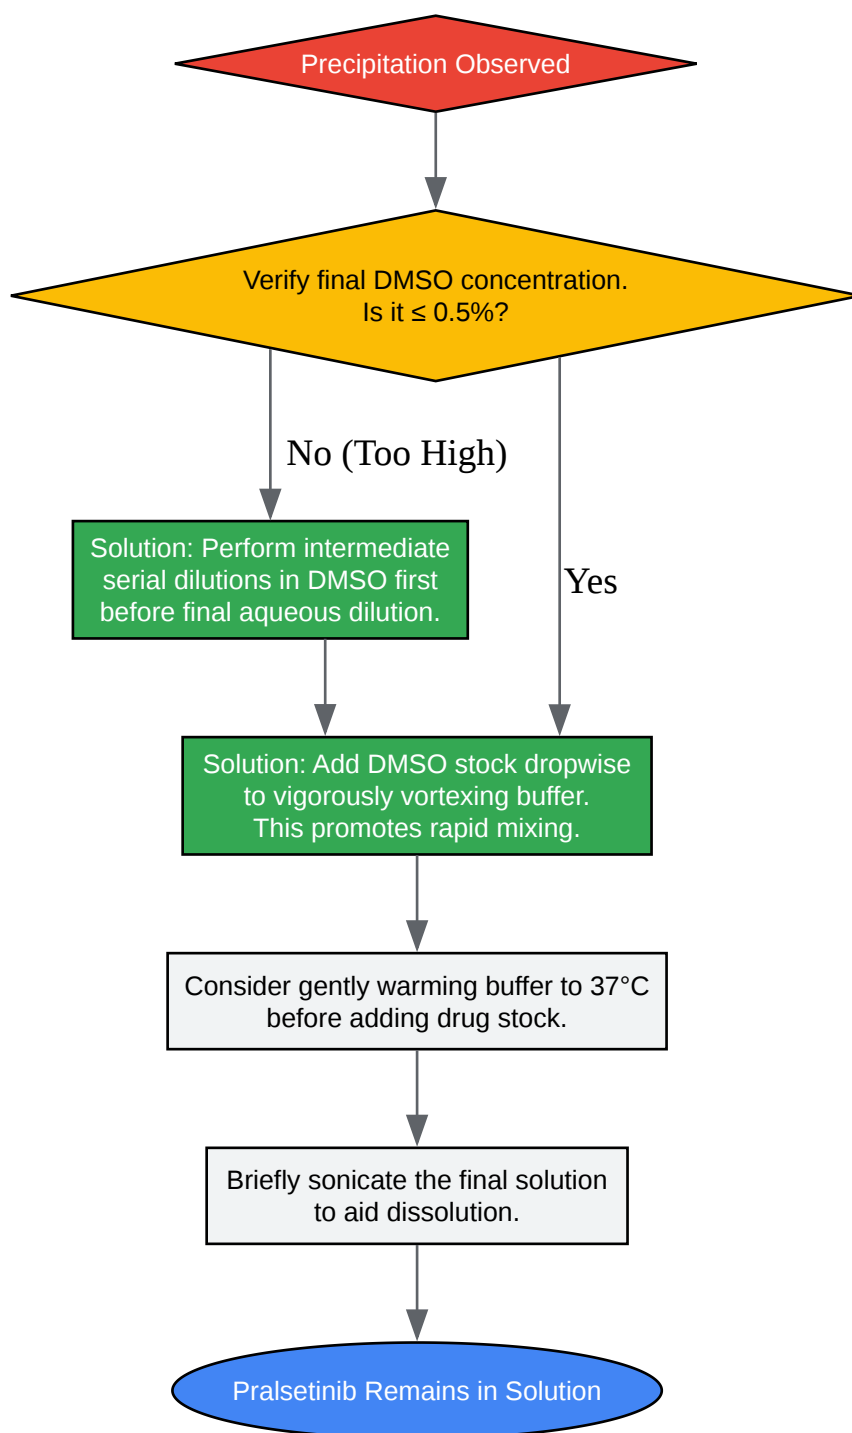 Precipitation Observed
Verify final DMSO concentration.
Is it ≤ 0.5%?
No (Too High)
Solution: Perform intermediate
serial dilutions in DMSO first
before final aqueous dilution.
Yes
Solution: Add DMSO stock dropwise
to vigorously vortexing buffer.
This promotes rapid mixing.
Consider gently warming buffer to 37°C
before adding drug stock.
Briefly sonicate the final solution
to aid dissolution.
Pralsetinib Remains in Solution